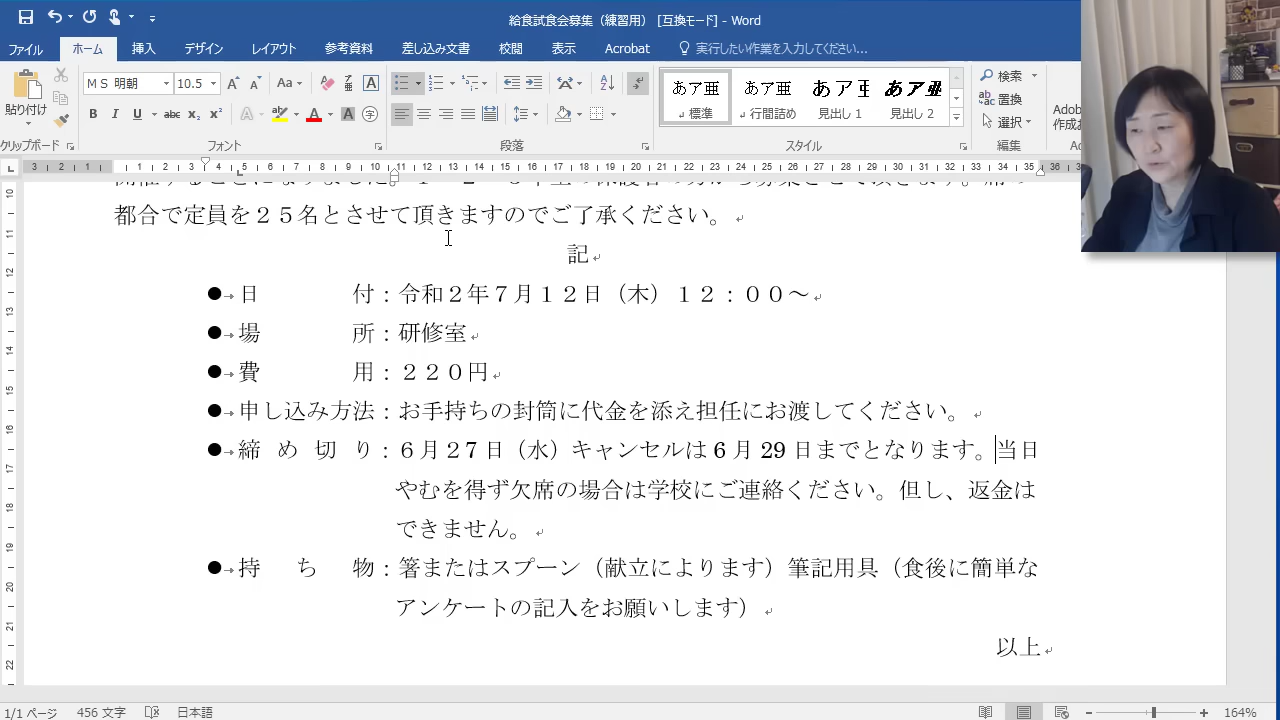 給食試食会募集（練習用） [互換モード] - Word
ファイル ホーム 挿入 デザイン レイアウト 参考資料 差し込み文書 校閲 表示 Acrobat 実行したい作業を入力してください...
貼り付け
ＭＳ 明朝 10.5 Aa A
B I U abc x₂ x² A A
あア亜 あア亜 あア亜 あア亜
標準 行間詰め 見出し 1 見出し 2
検索
置換
選択
Adob
作成お
クリップボード フォント 段落 スタイル 編集
都合で定員を２５名とさせて頂きますのでご了承ください。
記
●日　付：令和２年７月１２日（木）１２：００～
●場　所：研修室
●費　用：２２０円
●申し込み方法：お手持ちの封筒に代金を添え担任にお渡してください。
●締め切り：６月２7 日（水）キャンセルは 6 月 29 日までとなります。当日
やむを得ず欠席の場合は学校にご連絡ください。但し、返金は
できません。
●持ち物：箸またはスプーン（献立によります）筆記用具（食後に簡単な
アンケートの記入をお願いします）
以上
1/1 ページ 456 文字 日本語 164%